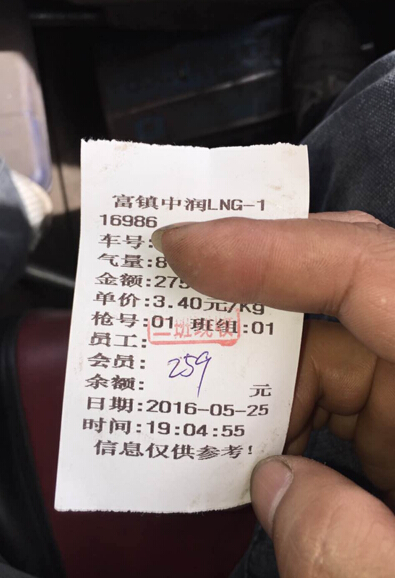 富镇中润LNG-1
16986
车号:
气量:8
金额:275
单价:3.40元/Kg
枪号:01 班组:01
员工:
会员:
259
余额: 元
日期:2016-05-25
时间:19:04:55
信息仅供参考!